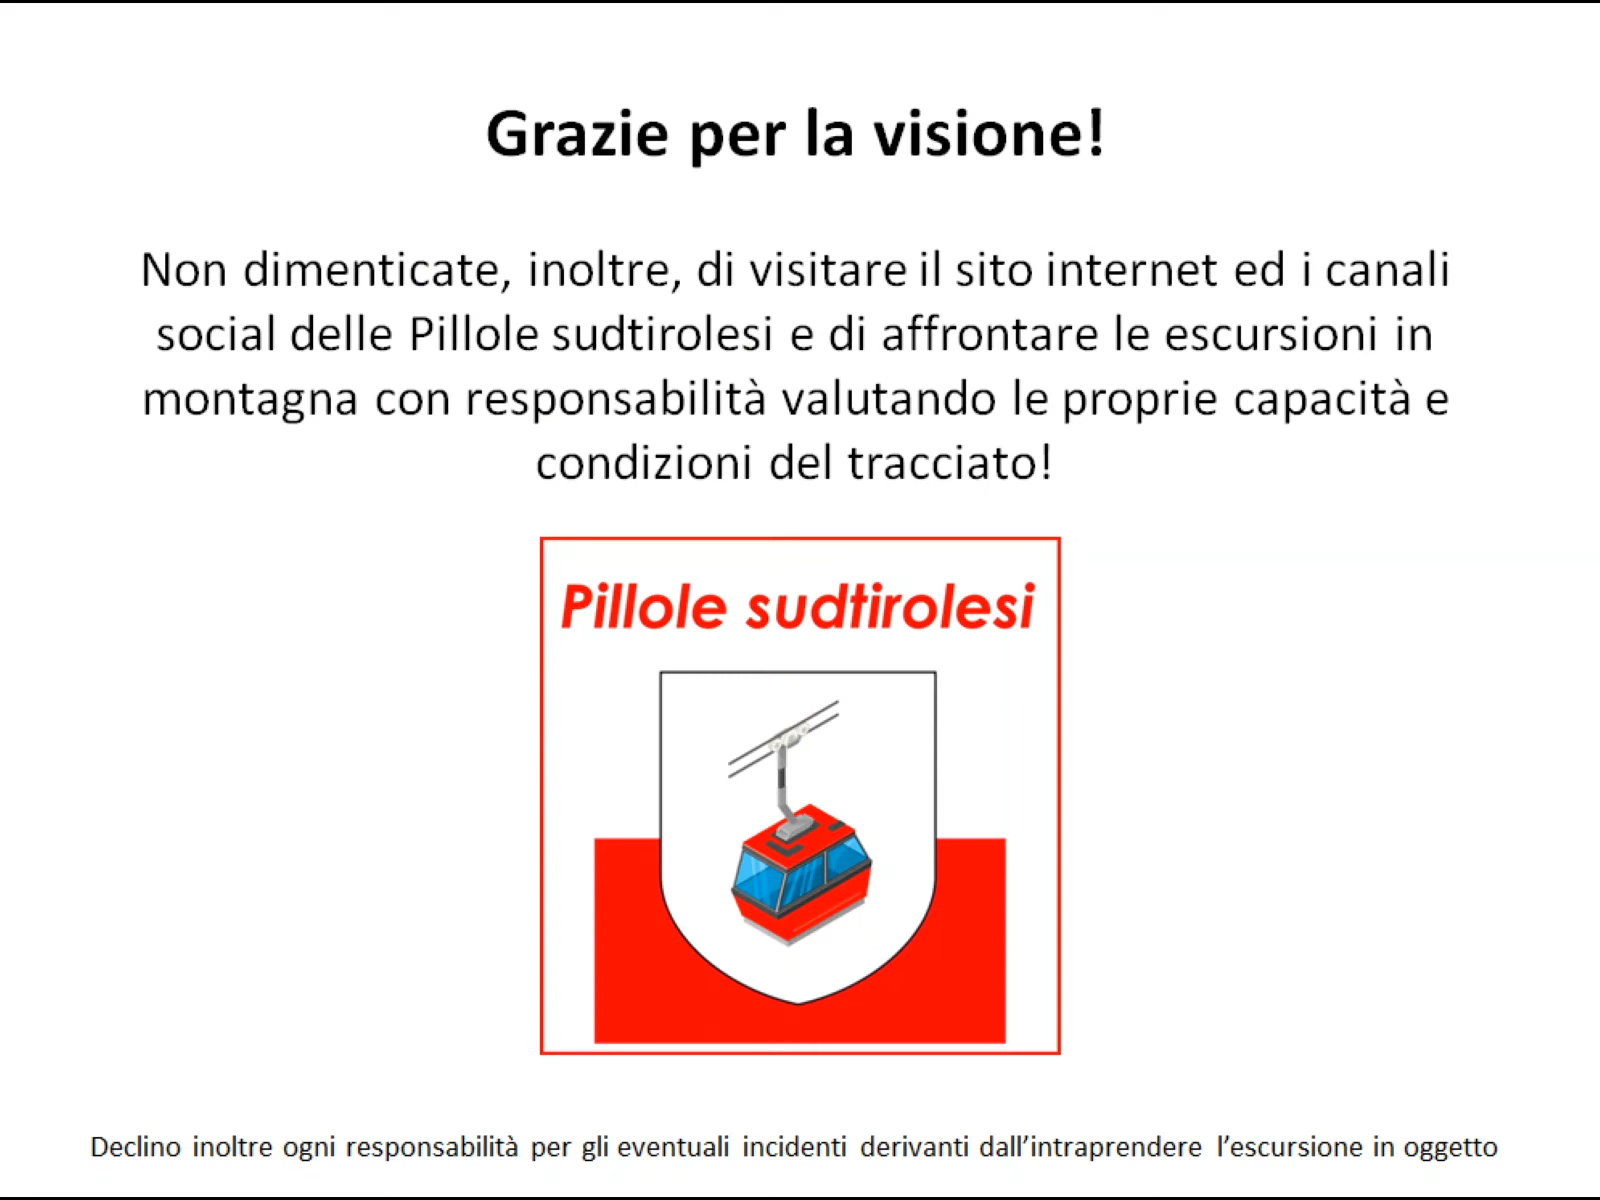 Grazie per la visione!
Non dimenticate, inoltre, di visitare il sito internet ed i canali
social delle Pillole sudtirolesi e di affrontare le escursioni in
montagna con responsabilità valutando le proprie capacità e
condizioni del tracciato!
Pillole sudtirolesi
Declino inoltre ogni responsabilità per gli eventuali incidenti derivanti dall’intraprendere l’escursione in oggetto